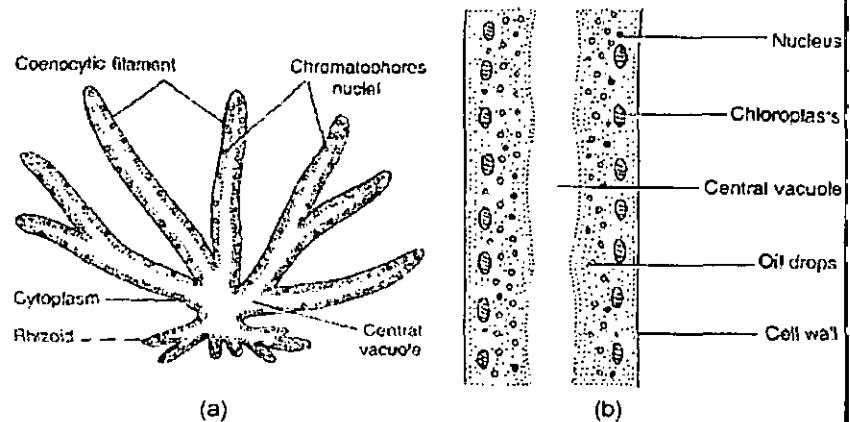 Coenocytic filament
Chromatophores
nuclei
Cytoplasm
Rhizoid
Central
vacuole
(a)
Nucleus
Chloroplasts
Central vacuole
Oil drops
Cell wall
(b)